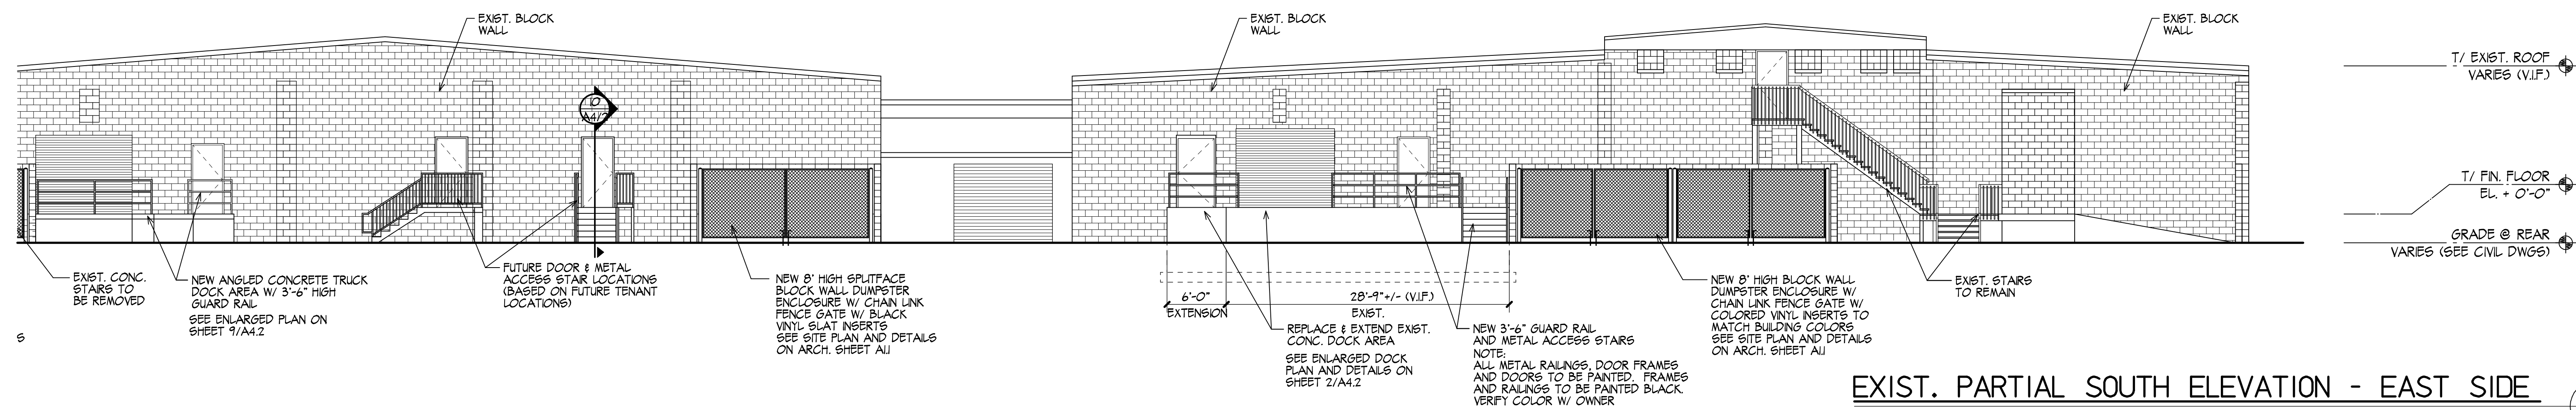 EXIST. BLOCK
WALL
EXIST. BLOCK
WALL
EXIST. BLOCK
WALL
T/ EXIST. ROOF
VARIES (V.I.F.)
10
A4/2
T/ FIN. FLOOR
EL. + 0'-0"
GRADE @ REAR
VARIES (SEE CIVIL DWGS)
EXIST. CONC.
STAIRS TO
BE REMOVED
NEW ANGLED CONCRETE TRUCK
DOCK AREA W/ 3'-6" HIGH
GUARD RAIL
SEE ENLARGED PLAN ON
SHEET 9/A4.2
FUTURE DOOR & METAL
ACCESS STAIR LOCATIONS
(BASED ON FUTURE TENANT
LOCATIONS)
NEW 8' HIGH SPLITFACE
BLOCK WALL DUMPSTER
ENCLOSURE W/ CHAIN LINK
FENCE GATE W/ BLACK
VINYL SLAT INSERTS
SEE SITE PLAN AND DETAILS
ON ARCH. SHEET A1.1
6'-0"
EXTENSION
28'-9"+/- (V.I.F.)
EXIST.
REPLACE & EXTEND EXIST.
CONC. DOCK AREA
SEE ENLARGED DOCK
PLAN AND DETAILS ON
SHEET 2/A4.2
NEW 3'-6" GUARD RAIL
AND METAL ACCESS STAIRS
NOTE:
ALL METAL RAILINGS, DOOR FRAMES
AND DOORS TO BE PAINTED. FRAMES
AND RAILINGS TO BE PAINTED BLACK.
VERIFY COLOR W/ OWNER
NEW 8' HIGH BLOCK WALL
DUMPSTER ENCLOSURE W/
CHAIN LINK FENCE GATE W/
COLORED VINYL INSERTS TO
MATCH BUILDING COLORS
SEE SITE PLAN AND DETAILS
ON ARCH. SHEET A1.1
EXIST. STAIRS
TO REMAIN
S
EXIST. PARTIAL SOUTH ELEVATION - EAST SIDE